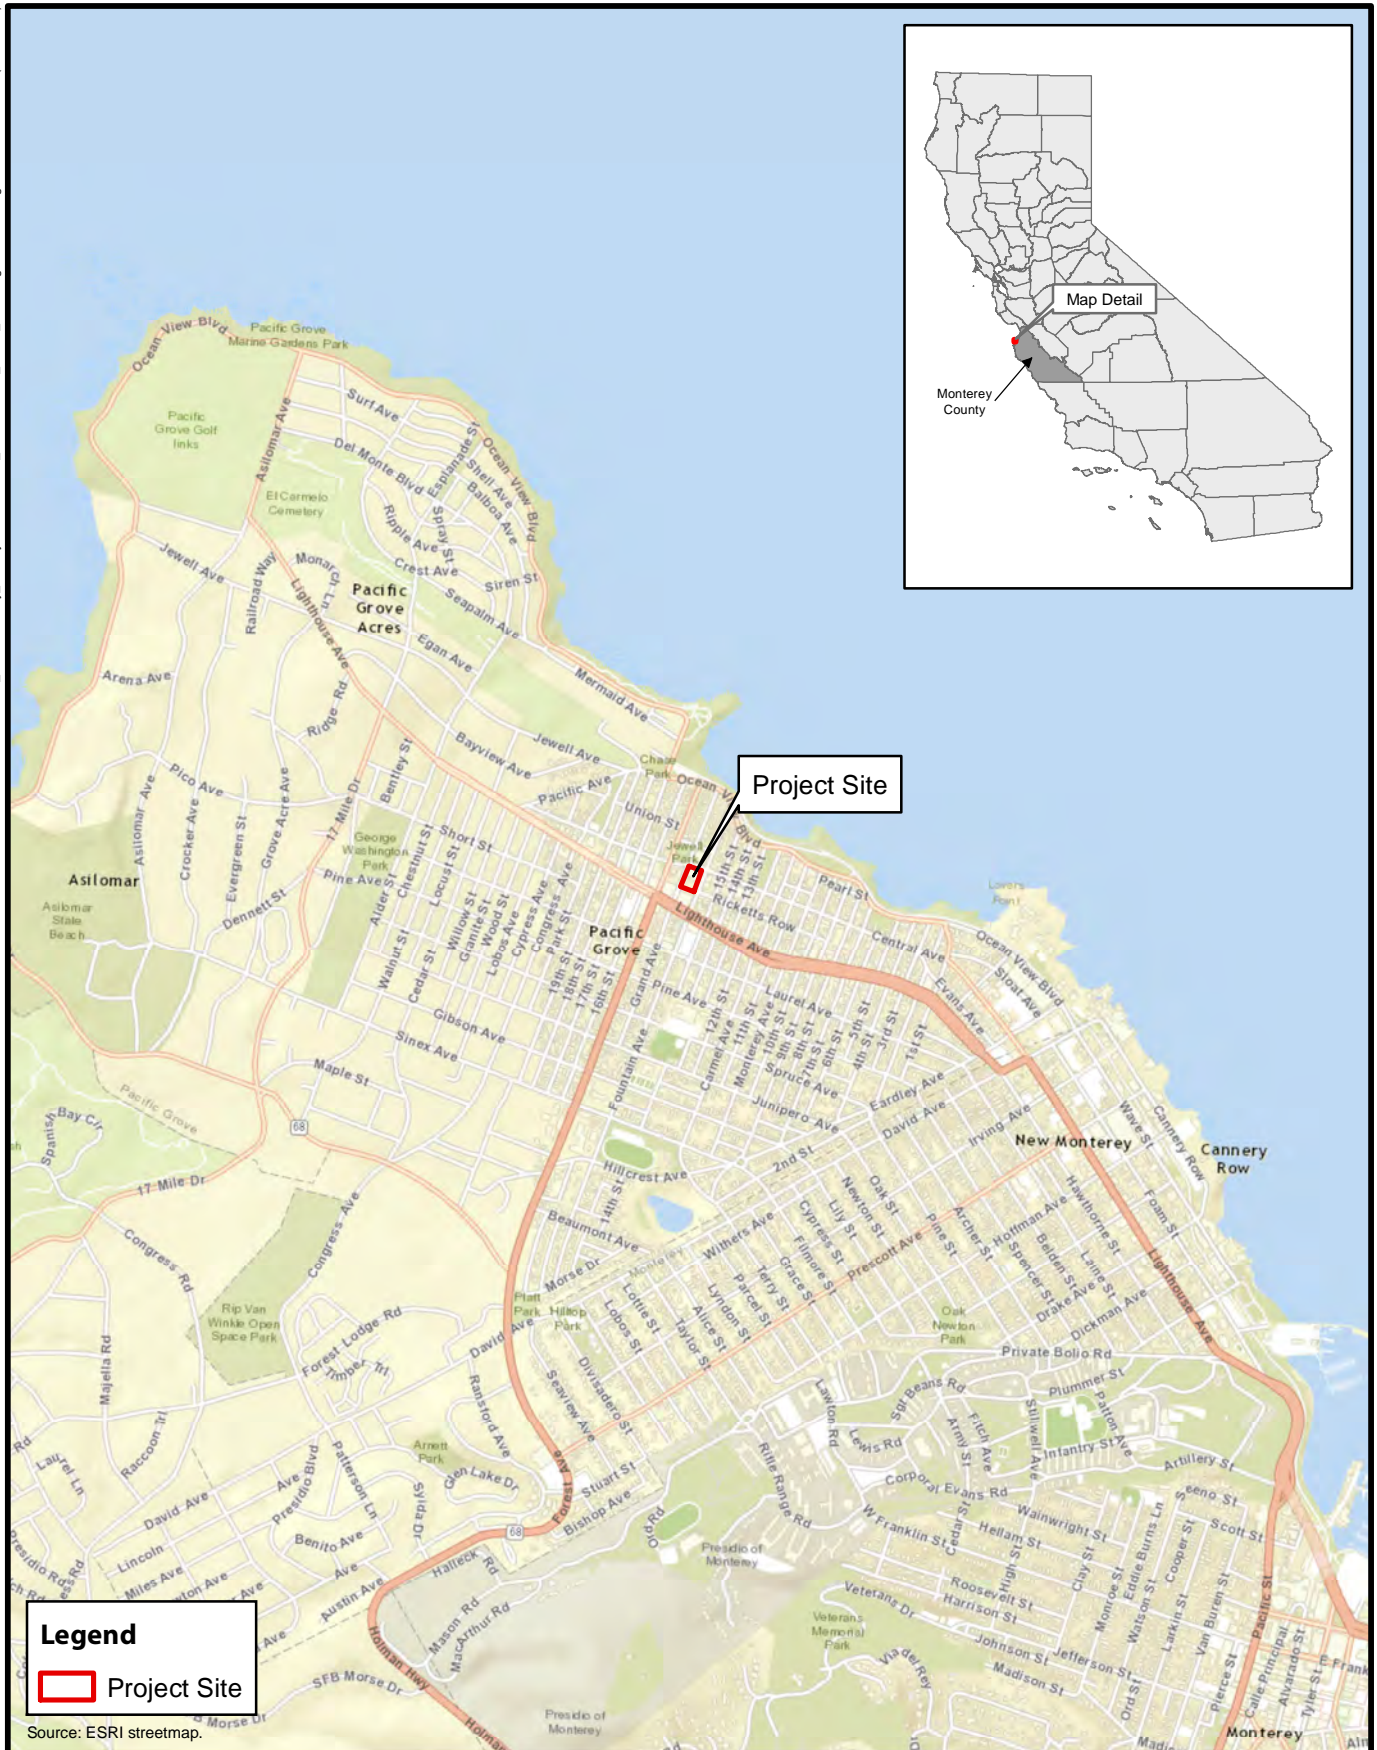 Map Detail
Monterey
County
Ocean View Blvd
Pacific Grove
Marine Gardens Park
Pacific
Grove Golf
links
Asilomar Ave
Surf Ave
Del Monte Blvd
Esplanade St
Ocean View Blvd
Shell Ave
Balboa Ave
El Carmelo
Cemetery
Ripple Ave
Spray St
Crest Ave
Siren St
Seapalm Ave
Jewell Ave
Railroad Way
Monarch Ln
Lighthouse Ave
Pacific
Grove
Acres
Egan Ave
Mermaid Ave
Arena Ave
Ridge Rd
Bayview Ave
Jewell Ave
Chase
Park
Pico Ave
Bentley St
Pacific Ave
Union St
Project Site
17 Mile Dr
Asilomar Ave
Crocker Ave
Evergreen St
Grove Acre Ave
George
Washington
Park
Short St
Jewell
Park
15th St
14th St
13th St
Pearl St
Asilomar
Asilomar
State
Beach
Dennett St
Pine Ave
Alder St
Chestnut St
Locust St
Willow St
Granite St
Wood St
Lobos Ave
Cypress Ave
Congress Ave
Park St
Ricketts Row
Lighthouse Ave
Lovers
Point
Central Ave
Ocean View Blvd
Sloat Ave
Pacific
Grove
Walnut St
Cedar St
19th St
18th St
17th St
16th St
Grand Ave
Pine Ave
Laurel Ave
Evans Ave
Gibson Ave
Sinex Ave
Maple St
Fountain Ave
12th St
Carmel Ave
11th St
Monterey Ave
10th St
9th St
8th St
7th St
6th St
5th St
4th St
3rd St
1st St
Spruce Ave
Junipero Ave
Eardley Ave
David Ave
Irving Ave
Pacific Grove
68
Spanish Bay Cir
17 Mile Dr
New Monterey
Wave St
Cannery Row
Cannery
Row
Hillcrest Ave
2nd St
14th St
Beaumont Ave
Congress Ave
Congress Rd
Morse Dr
Monterey
Withers Ave
Oak St
Newton St
Lily St
Cypress St
Filmore St
Grace St
Terry St
Parcel St
Lyndon St
Alice St
Taylor St
Lottie St
Lobos St
Prescott Ave
Pine St
Archer St
Spencer St
Hoffman Ave
Belden St
Hawthorne St
Laine St
Foam St
Drake Ave
Dickman Ave
Lighthouse Ave
Rip Van
Winkle Open
Space Park
Platt
Park
Hilltop
Park
Oak
Newton
Park
Majella Rd
Forest Lodge Rd
Timber Trl
David Ave
Ransford Ave
Seaview Ave
Divisadero St
Private Bolio Rd
Plummer St
Sgt Beans Rd
Lawton Rd
Lewis Rd
Army St
Fitch Ave
Stilwell Ave
Patton Ave
Infantry St
Artillery St
Raccoon Trl
Rd
Laurel Ln
Arnett
Park
Glen Lake Dr
Forest Ave
Stuart St
Bishop Ave
Rifle Range Rd
Corporal Evans Rd
David Ave
Ave
Presidio Blvd
Patterson Ln
Sylda Dr
68
Old Rd
Presidio of
Monterey
W Franklin St
Cedar St
Hellam St
Wainwright St
High St
Seeno St
Scott St
Benito Ave
Lincoln
Miles Ave
Ave
Austin Ave
Halleck Rd
Mason Rd
MacArthur Rd
Veterans Dr
Veterans
Memorial
Park
Roosevelt St
Harrison St
Clay St
Monroe St
Eddie Burns Ln
Watson St
Cooper St
Larkin St
Van Buren St
Pacific St
Johnson St
Jefferson St
Madison St
Via del Rey
Ord St
Pierce St
Calle Principal
Alvarado St
Tyler St
E Frank
Holman Hwy
SFB Morse Dr
B Morse Dr
Presidio of
Monterey
Monterey
Legend
Project Site
Source: ESRI streetmap.